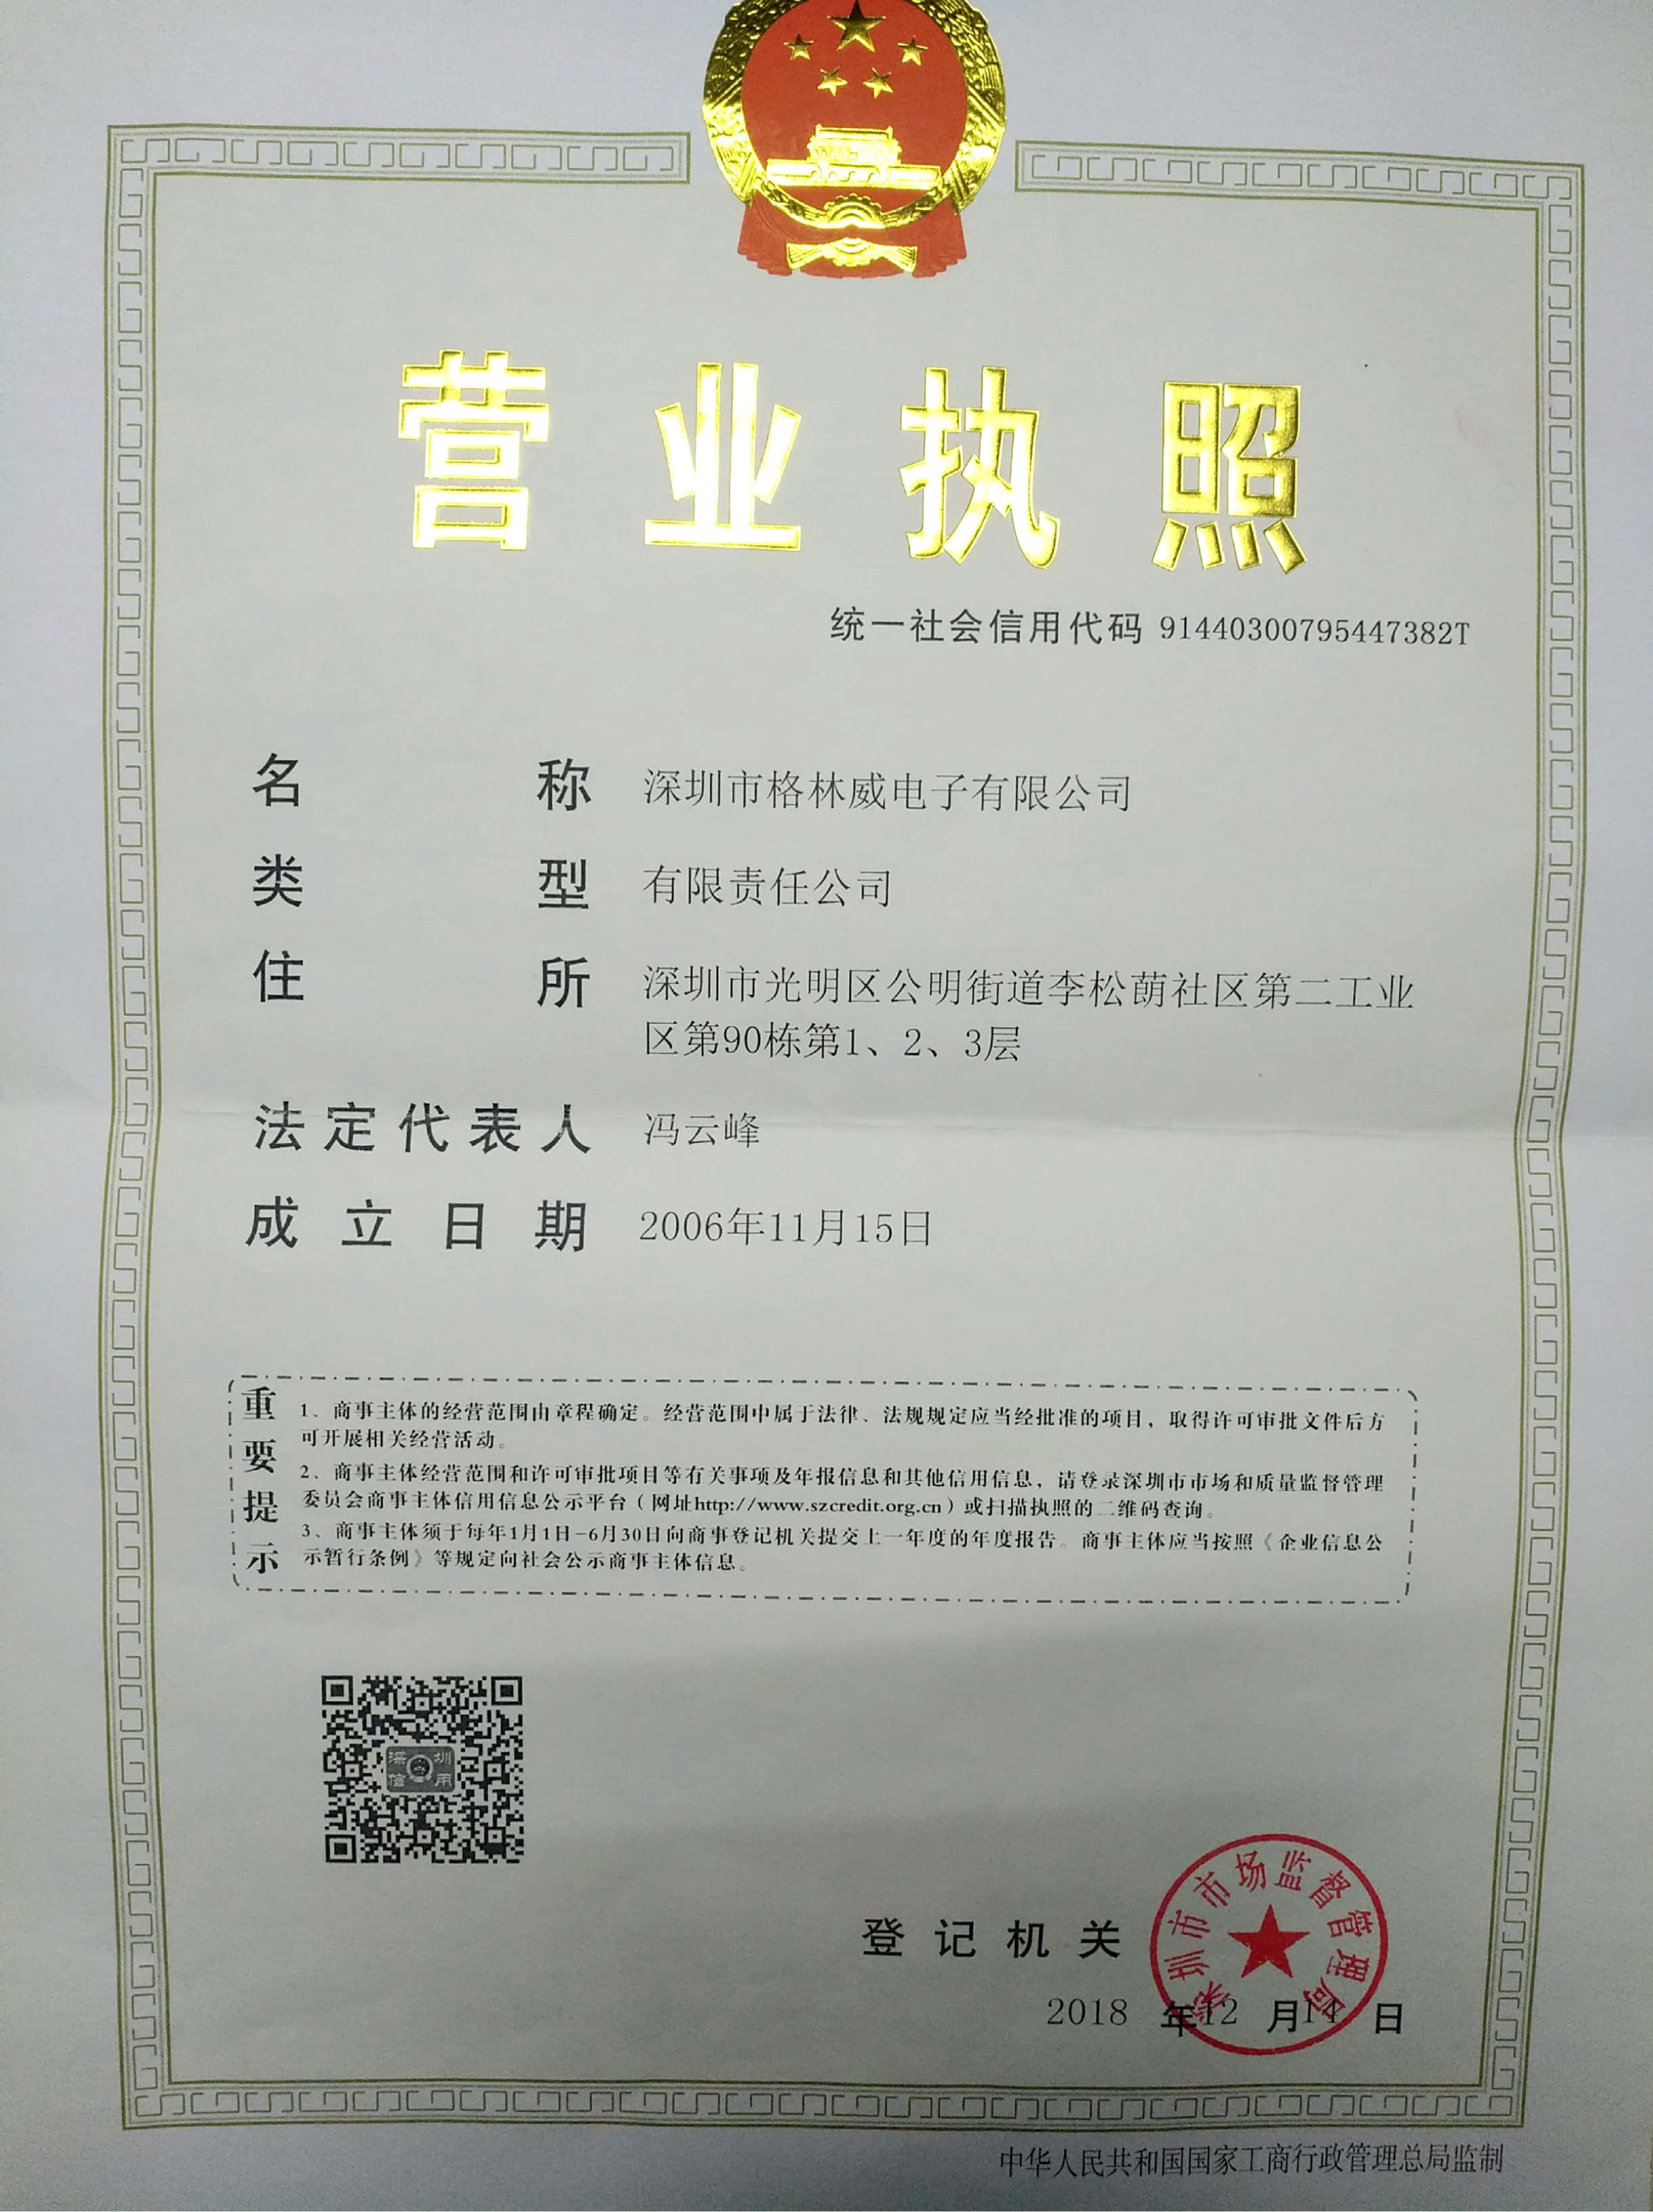 营业执照
统一社会信用代码 91440300795447382T
名称 深圳市格林威电子有限公司
类型 有限责任公司
住所 深圳市光明区公明街道李松蓢社区第二工业
区第90栋第1、2、3层
法定代表人 冯云峰
成立日期 2006年11月15日
重要提示
1、商事主体的经营范围由章程确定。经营范围中属于法律、法规规定应当经批准的项目，取得许可审批文件后方
可开展相关经营活动。
2、商事主体经营范围和许可审批项目等有关事项及年报信息和其他信用信息，请登录深圳市市场和质量监督管理
委员会商事主体信用信息公示平台（网址http://www.szcredit.org.cn）或扫描执照的二维码查询。
3、商事主体须于每年1月1日-6月30日向商事登记机关提交上一年度的年度报告。商事主体应当按照《企业信息公
示暂行条例》等规定向社会公示商事主体信息。
深圳
信用
登记机关
深圳市市场监督管理局
2018 年12 月14 日
中华人民共和国国家工商行政管理总局监制